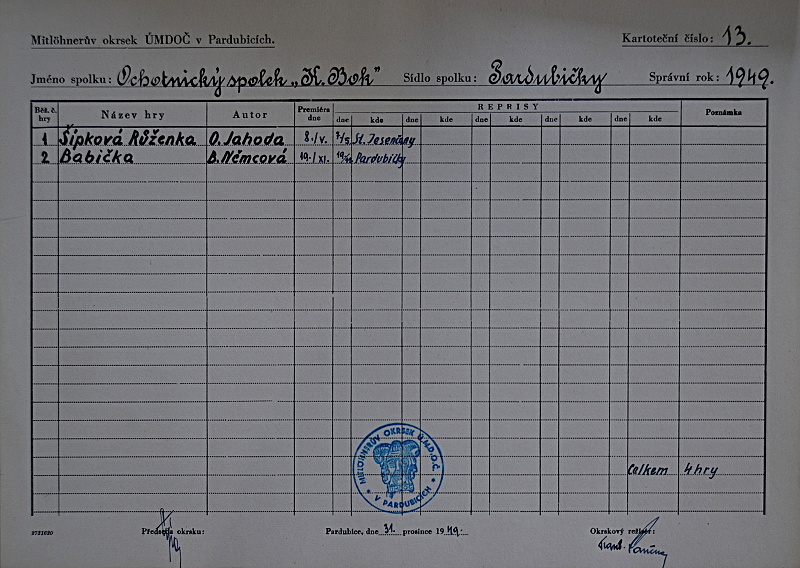 Mitlöhnerův okrsek ÚMDOČ v Pardubicích.
Kartoteční číslo: 13.
Jméno spolku: Ochotnický spolek „K. Bok" Sídlo spolku: Pardubičky Správní rok: 1949.
Běž. č. hry Název hry Autor Premiéra dne REPRISY Poznámka
dne kde dne kde dne kde dne kde dne kde
1 Šípková Růženka O. Jahoda 8./V. St. Jesenčany
2 Babička B. Němcová 19./XI. Pardubičky
MITLÖHNERŮV OKRSEK Ú.M.D.O.Č.
V PARDUBICÍCH
Celkem 4 hry
2721620 Předseda okrsku: Pardubice, dne 31. prosince 1949. Okrskový režisér: